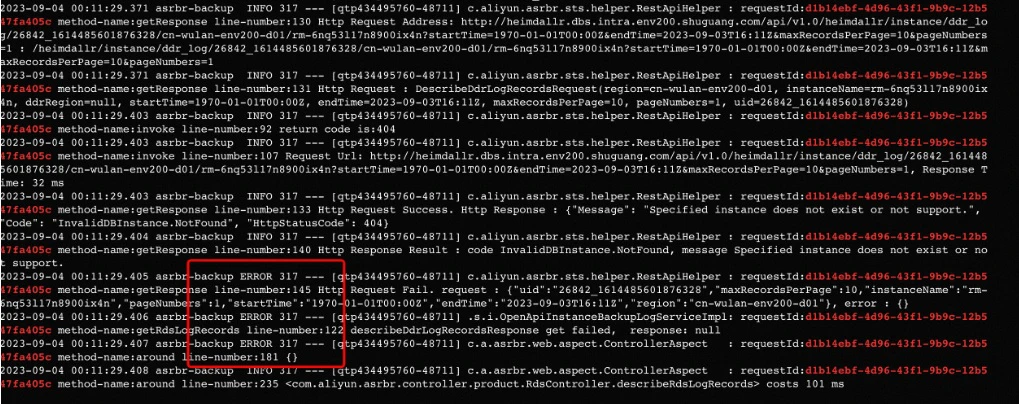 2023-09-04 00:11:29.371 asrbr-backup  INFO 317 --- [qtp434495760-48711] c.aliyun.asrbr.sts.helper.RestApiHelper : requestId:d1b14ebf-4d96-43f1-9b9c-12b5
47fa405c method-name:getResponse line-number:130 Http Request Address: http://heimdallr.dbs.intra.env200.shuguang.com/api/v1.0/heimdallr/instance/ddr_lo
g/26842_1614485601876328/cn-wulan-env200-d01/rm-6nq53117n8900ix4n?startTime=1970-01-01T00:00Z&endTime=2023-09-03T16:11Z&maxRecordsPerPage=10&pageNumbers
=1 : /heimdallr/instance/ddr_log/26842_1614485601876328/cn-wulan-env200-d01/rm-6nq53117n8900ix4n?startTime=1970-01-01T00:00Z&endTime=2023-09-03T16:11Z&m
axRecordsPerPage=10&pageNumbers=1
2023-09-04 00:11:29.371 asrbr-backup  INFO 317 --- [qtp434495760-48711] c.aliyun.asrbr.sts.helper.RestApiHelper : requestId:d1b14ebf-4d96-43f1-9b9c-12b5
47fa405c method-name:getResponse line-number:131 Http Request : DescribeDdrLogRecordsRequest(region=cn-wulan-env200-d01, instanceName=rm-6nq53117n8900ix
4n, ddrRegion=null, startTime=1970-01-01T00:00Z, endTime=2023-09-03T16:11Z, maxRecordsPerPage=10, pageNumbers=1, uid=26842_1614485601876328)
2023-09-04 00:11:29.403 asrbr-backup  INFO 317 --- [qtp434495760-48711] c.aliyun.asrbr.sts.helper.RestApiHelper : requestId:d1b14ebf-4d96-43f1-9b9c-12b5
47fa405c method-name:invoke line-number:92 return code is:404
2023-09-04 00:11:29.403 asrbr-backup  INFO 317 --- [qtp434495760-48711] c.aliyun.asrbr.sts.helper.RestApiHelper : requestId:d1b14ebf-4d96-43f1-9b9c-12b5
47fa405c method-name:invoke line-number:107 Request Url: http://heimdallr.dbs.intra.env200.shuguang.com/api/v1.0/heimdallr/instance/ddr_log/26842_161448
5601876328/cn-wulan-env200-d01/rm-6nq53117n8900ix4n?startTime=1970-01-01T00:00Z&endTime=2023-09-03T16:11Z&maxRecordsPerPage=10&pageNumbers=1, Response T
ime: 32 ms
2023-09-04 00:11:29.403 asrbr-backup  INFO 317 --- [qtp434495760-48711] c.aliyun.asrbr.sts.helper.RestApiHelper : requestId:d1b14ebf-4d96-43f1-9b9c-12b5
47fa405c method-name:getResponse line-number:133 Http Request Success  Http Response : {"Message": "Specified instance does not exist or not support.",
"Code": "InvalidDBInstance.NotFound", "HttpStatusCode": 404}
2023-09-04 00:11:29.404 asrbr-backup  INFO 317 --- [qtp434495760-48711] c.aliyun.asrbr.sts.helper.RestApiHelper : requestId:d1b14ebf-4d96-43f1-9b9c-12b5
47fa405c method-name:getResponse line-number:140 Http Response Result : code InvalidDBInstance.NotFound, message Specified instance does not exist or no
t support.
2023-09-04 00:11:29.405 asrbr-backup ERROR 317 --- [qtp434495760-48711] c.aliyun.asrbr.sts.helper.RestApiHelper : requestId:d1b14ebf-4d96-43f1-9b9c-12b5
47fa405c method-name:getResponse line-number:145 Http Request Fail. request : {"uid":"26842_1614485601876328","maxRecordsPerPage":10,"instanceName":"rm-
6nq53117n8900ix4n","pageNumbers":1,"startTime":"1970-01-01T00:00Z","endTime":"2023-09-03T16:11Z","region":"cn-wulan-env200-d01"}, error : {}
2023-09-04 00:11:29.406 asrbr-backup ERROR 317 --- [qtp434495760-48711] .s.i.OpenApiInstanceBackupLogServiceImpl: requestId:d1b14ebf-4d96-43f1-9b9c-12b5
47fa405c method-name:getRdsLogRecords line-number:122 describeDdrLogRecordsResponse get failed,  response: null
2023-09-04 00:11:29.407 asrbr-backup ERROR 317 --- [qtp434495760-48711] c.a.asrbr.web.aspect.ControllerAspect   : requestId:d1b14ebf-4d96-43f1-9b9c-12b5
47fa405c method-name:around line-number:181 {}
2023-09-04 00:11:29.408 asrbr-backup  INFO 317 --- [qtp434495760-48711] c.a.asrbr.web.aspect.ControllerAspect   : requestId:d1b14ebf-4d96-43f1-9b9c-12b5
47fa405c method-name:around line-number:235 <com.aliyun.asrbr.controller.product.RdsController.describeRdsLogRecords> costs 101 ms